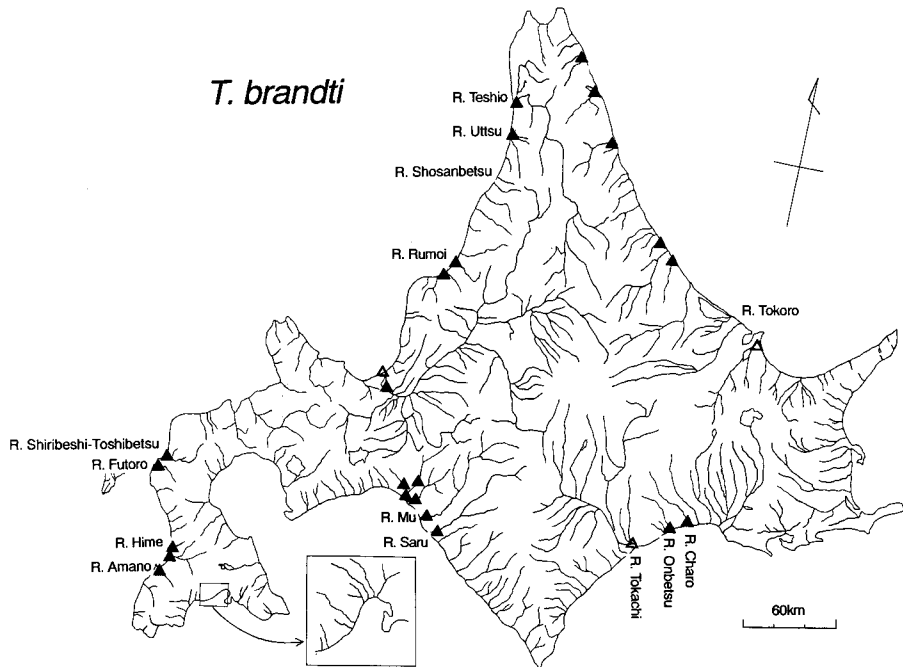 T. brandti
R. Teshio
R. Uttsu
R. Shosanbetsu
R. Rumoi
R. Tokoro
R. Shiribeshi-Toshibetsu
R. Futoro
R. Mu
R. Saru
R. Hime
R. Amano
R. Tokachi
R. Onbetsu
R. Charo
60km